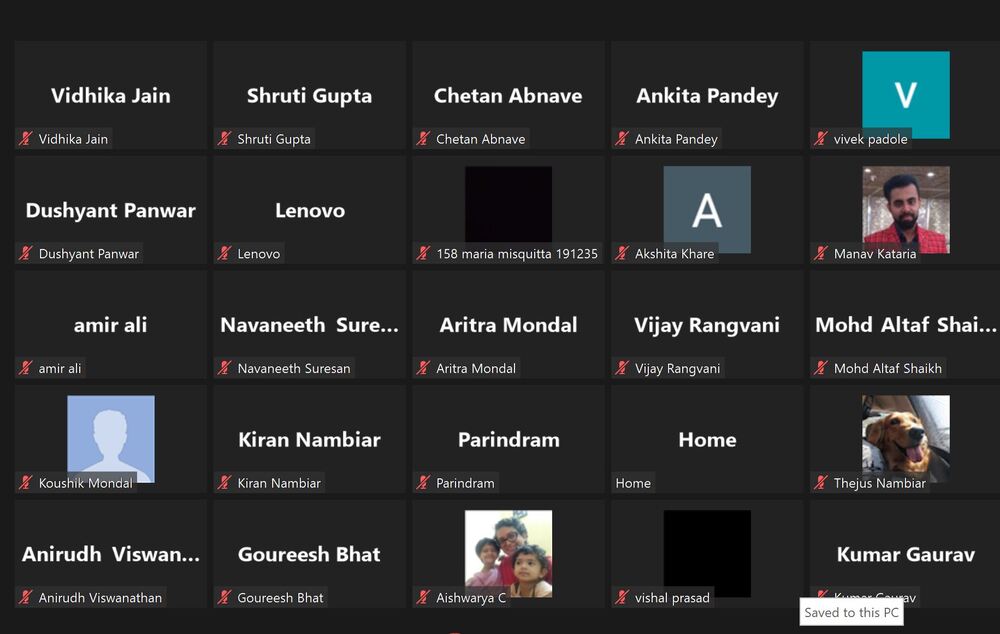 Vidhika Jain
Vidhika Jain
Shruti Gupta
Shruti Gupta
Chetan Abnave
Chetan Abnave
Ankita Pandey
Ankita Pandey
V
vivek padole
Dushyant Panwar
Dushyant Panwar
Lenovo
Lenovo
158 maria misquitta 191235
A
Akshita Khare
Manav Kataria
amir ali
amir ali
Navaneeth Sure...
Navaneeth Suresan
Aritra Mondal
Aritra Mondal
Vijay Rangvani
Vijay Rangvani
Mohd Altaf Shai...
Mohd Altaf Shaikh
Koushik Mondal
Kiran Nambiar
Kiran Nambiar
Parindram
Parindram
Home
Home
Thejus Nambiar
Anirudh Viswan...
Anirudh Viswanathan
Goureesh Bhat
Goureesh Bhat
Aishwarya C
vishal prasad
Kumar Gaurav
Kumar Gaurav
Saved to this PC